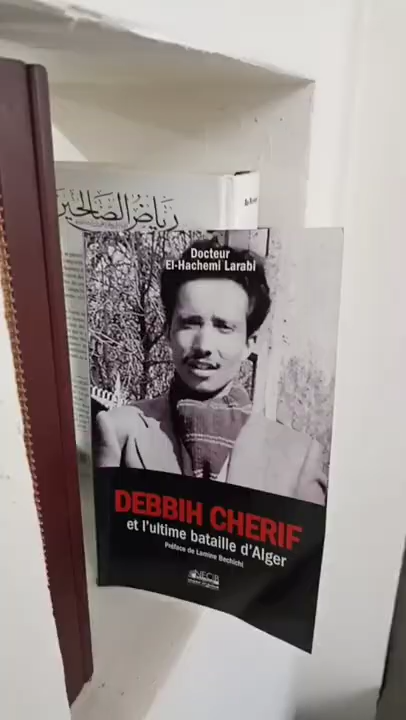 رياض الصالحين
Docteur
El-Hachemi Larabi
DEBBIH CHERIF
et l'ultime bataille d'Alger
Préface de Lamine Bechichi